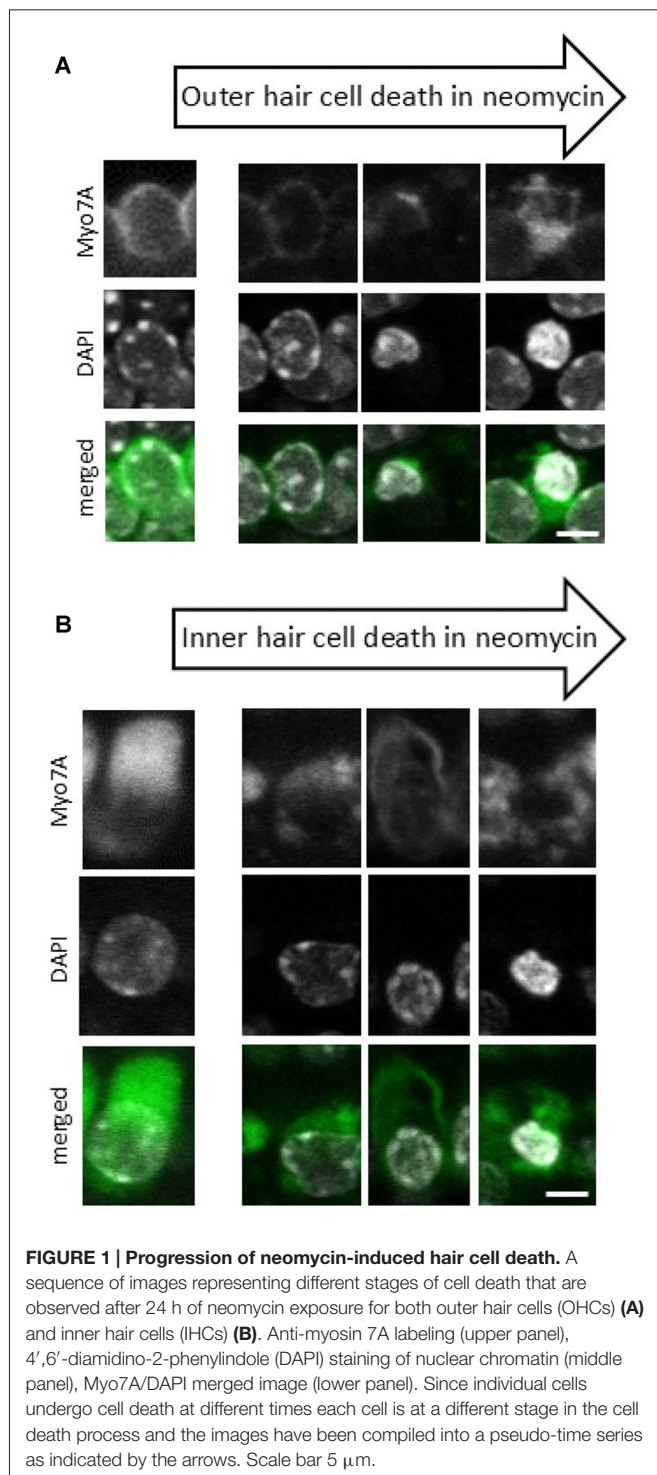 A
Outer hair cell death in neomycin
Myo7A
DAPI
merged
B
Inner hair cell death in neomycin
Myo7A
DAPI
merged
FIGURE 1 | Progression of neomycin-induced hair cell death. A
sequence of images representing different stages of cell death that are
observed after 24 h of neomycin exposure for both outer hair cells (OHCs) (A)
and inner hair cells (IHCs) (B). Anti-myosin 7A labeling (upper panel),
4′,6′-diamidino-2-phenylindole (DAPI) staining of nuclear chromatin (middle
panel), Myo7A/DAPI merged image (lower panel). Since individual cells
undergo cell death at different times each cell is at a different stage in the cell
death process and the images have been compiled into a pseudo-time series
as indicated by the arrows. Scale bar 5 μm.